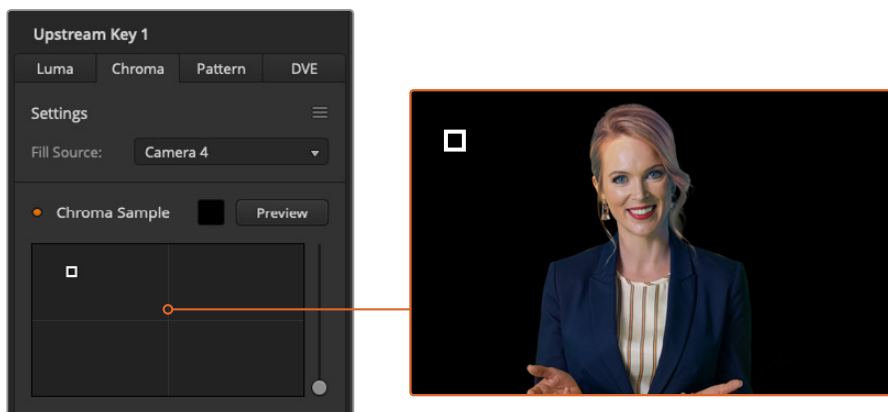 Upstream Key 1
Luma Chroma Pattern DVE
Settings
Fill Source: Camera 4
Chroma Sample Preview